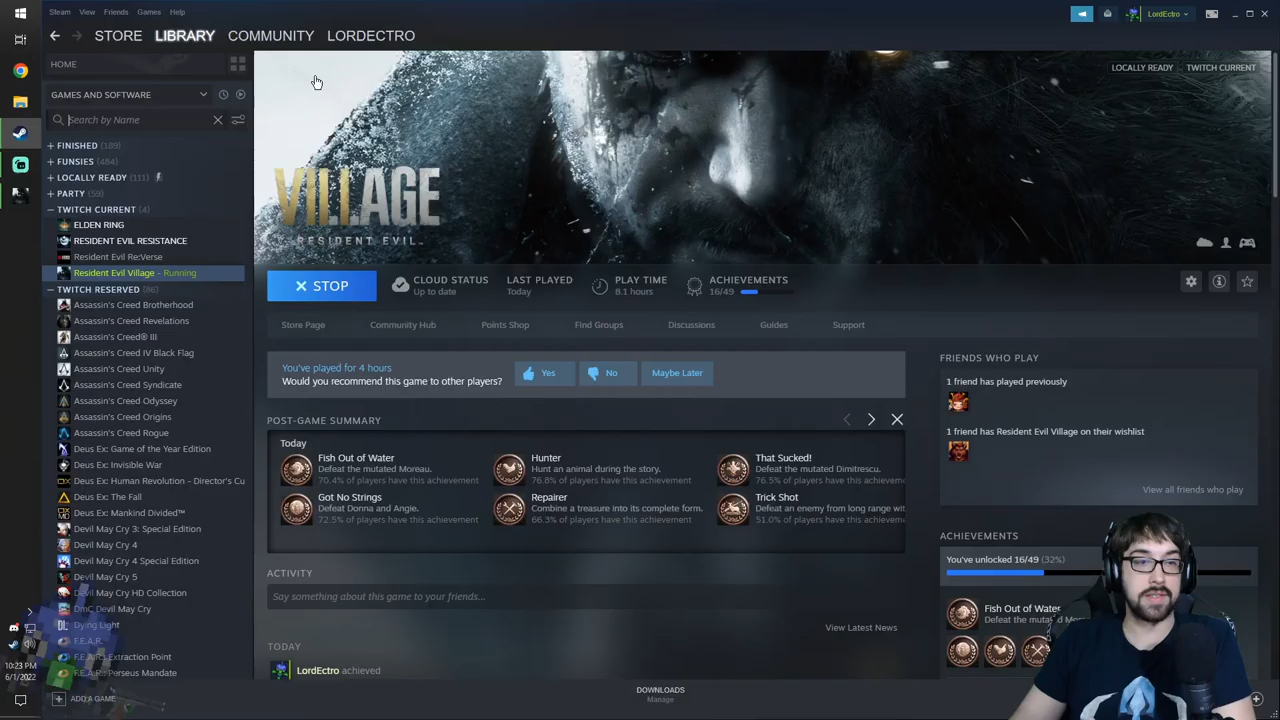 Steam View Friends Games Help
LordEctro
STORE LIBRARY COMMUNITY LORDECTRO
HOME
LOCALLY READY TWITCH CURRENT
GAMES AND SOFTWARE
Search by Name
FINISHED (189)
FUNSIES (484)
LOCALLY READY (111)
PARTY (59)
TWITCH CURRENT (4)
ELDEN RING
RESIDENT EVIL RESISTANCE
Resident Evil Re:Verse
Resident Evil Village - Running
TWITCH RESERVED (86)
Assassin's Creed Brotherhood
Assassin's Creed Revelations
Assassin's Creed® III
Assassin's Creed IV Black Flag
Assassin's Creed Unity
Assassin's Creed Syndicate
Assassin's Creed Odyssey
Assassin's Creed Origins
Assassin's Creed Rogue
Deus Ex: Game of the Year Edition
Deus Ex: Invisible War
Deus Ex: Human Revolution - Director's Cu
Deus Ex: The Fall
Deus Ex: Mankind Divided™
Devil May Cry 3: Special Edition
Devil May Cry 4
Devil May Cry 4 Special Edition
Devil May Cry 5
Devil May Cry HD Collection
DmC Devil May Cry
Dying Light
F.E.A.R.
F.E.A.R.: Extraction Point
F.E.A.R.: Perseus Mandate
ADD A GAME
10:23 PM
6/1/2022
VILLAGE
RESIDENT EVIL™
STOP
CLOUD STATUS
Up to date
LAST PLAYED
Today
PLAY TIME
8.1 hours
ACHIEVEMENTS
16/49
Store Page Community Hub Points Shop Find Groups Discussions Guides Support
You've played for 4 hours
Would you recommend this game to other players?
Yes No Maybe Later
POST-GAME SUMMARY
Today
Fish Out of Water
Defeat the mutated Moreau.
70.4% of players have this achievement
Hunter
Hunt an animal during the story.
76.8% of players have this achievement
That Sucked!
Defeat the mutated Dimitrescu.
76.5% of players have this achievement
Got No Strings
Defeat Donna and Angie.
72.5% of players have this achievement
Repairer
Combine a treasure into its complete form.
66.3% of players have this achievement
Trick Shot
Defeat an enemy from long range wit
51.0% of players have this achievement
ACTIVITY
Say something about this game to your friends...
View Latest News
TODAY
LordEctro achieved
FRIENDS WHO PLAY
1 friend has played previously
1 friend has Resident Evil Village on their wishlist
View all friends who play
ACHIEVEMENTS
You've unlocked 16/49 (32%)
Fish Out of Water
Defeat the mutated
DOWNLOADS
Manage